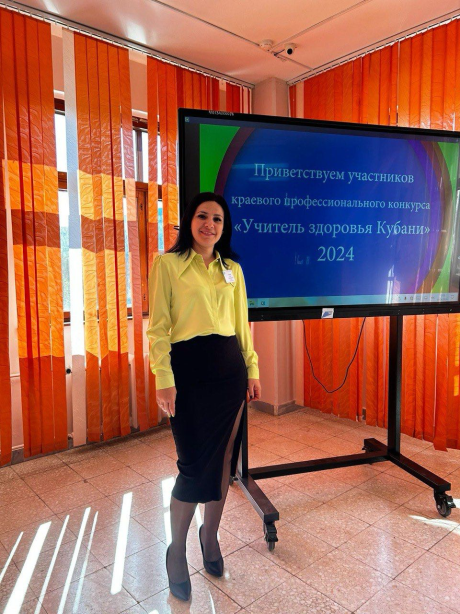 Приветствуем участников
краевого профессионального конкурса
«Учитель здоровья Кубани»
2024